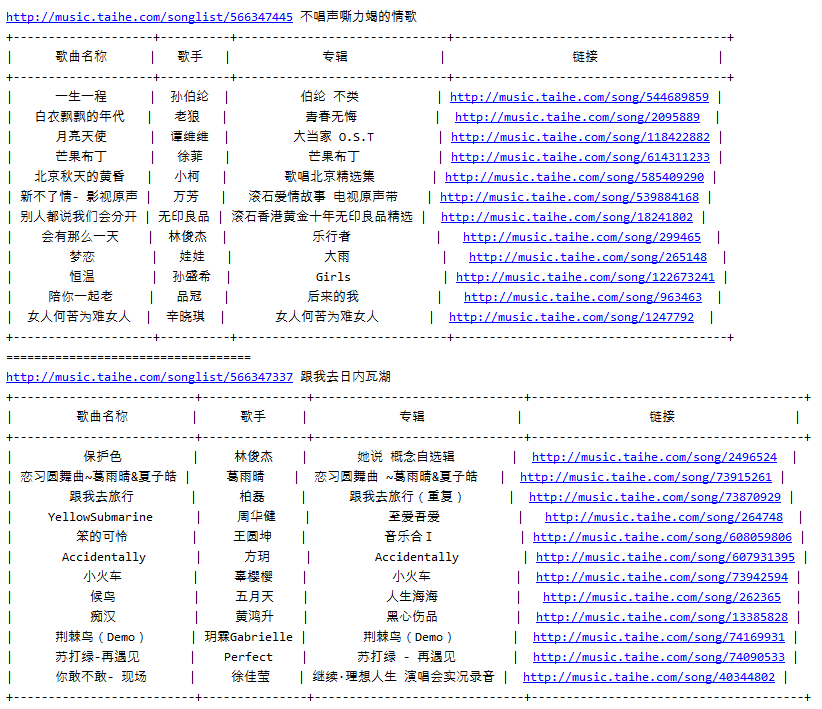 http://music.taihe.com/songlist/566347445 不唱声嘶力竭的情歌
+--------------------+----------+------------------------------+---------------------------------------+
| 歌曲名称 | 歌手 | 专辑 | 链接 |
+--------------------+----------+------------------------------+---------------------------------------+
| 一生一程 | 孙伯纶 | 伯纶 不类 | http://music.taihe.com/song/544689859 |
| 白衣飘飘的年代 | 老狼 | 青春无悔 | http://music.taihe.com/song/2095889 |
| 月亮天使 | 谭维维 | 大当家 O.S.T | http://music.taihe.com/song/118422882 |
| 芒果布丁 | 徐菲 | 芒果布丁 | http://music.taihe.com/song/614311233 |
| 北京秋天的黄昏 | 小柯 | 歌唱北京精选集 | http://music.taihe.com/song/585409290 |
| 新不了情- 影视原声 | 万芳 | 滚石爱情故事 电视原声带 | http://music.taihe.com/song/539884168 |
| 别人都说我们会分开 | 无印良品 | 滚石香港黄金十年无印良品精选 | http://music.taihe.com/song/18241802 |
| 会有那么一天 | 林俊杰 | 乐行者 | http://music.taihe.com/song/299465 |
| 梦恋 | 娃娃 | 大雨 | http://music.taihe.com/song/265148 |
| 恒温 | 孙盛希 | Girls | http://music.taihe.com/song/122673241 |
| 陪你一起老 | 品冠 | 后来的我 | http://music.taihe.com/song/963463 |
| 女人何苦为难女人 | 辛晓琪 | 女人何苦为难女人 | http://music.taihe.com/song/1247792 |
+--------------------+----------+------------------------------+---------------------------------------+
===================================
http://music.taihe.com/songlist/566347337 跟我去日内瓦湖
+--------------------------+---------------+------------------------------+---------------------------------------+
| 歌曲名称 | 歌手 | 专辑 | 链接 |
+--------------------------+---------------+------------------------------+---------------------------------------+
| 保护色 | 林俊杰 | 她说 概念自选辑 | http://music.taihe.com/song/2496524 |
| 恋习圆舞曲~葛雨晴&夏子皓 | 葛雨晴 | 恋习圆舞曲 ~葛雨晴&夏子皓 | http://music.taihe.com/song/73915261 |
| 跟我去旅行 | 柏磊 | 跟我去旅行（重复） | http://music.taihe.com/song/73870929 |
| YellowSubmarine | 周华健 | 至爱吾爱 | http://music.taihe.com/song/264748 |
| 笨的可怜 | 王圆坤 | 音乐合Ⅰ | http://music.taihe.com/song/608059806 |
| Accidentally | 方玥 | Accidentally | http://music.taihe.com/song/607931395 |
| 小火车 | 辜樱樱 | 小火车 | http://music.taihe.com/song/73942594 |
| 候鸟 | 五月天 | 人生海海 | http://music.taihe.com/song/262365 |
| 痴汉 | 黄鸿升 | 黑心伤品 | http://music.taihe.com/song/13385828 |
| 荆棘鸟（Demo） | 玥霖Gabrielle | 荆棘鸟（Demo） | http://music.taihe.com/song/74169931 |
| 苏打绿-再遇见 | Perfect | 苏打绿 - 再遇见 | http://music.taihe.com/song/74090533 |
| 你敢不敢- 现场 | 徐佳莹 | 继续·理想人生 演唱会实况录音 | http://music.taihe.com/song/40344802 |
+--------------------------+---------------+------------------------------+---------------------------------------+